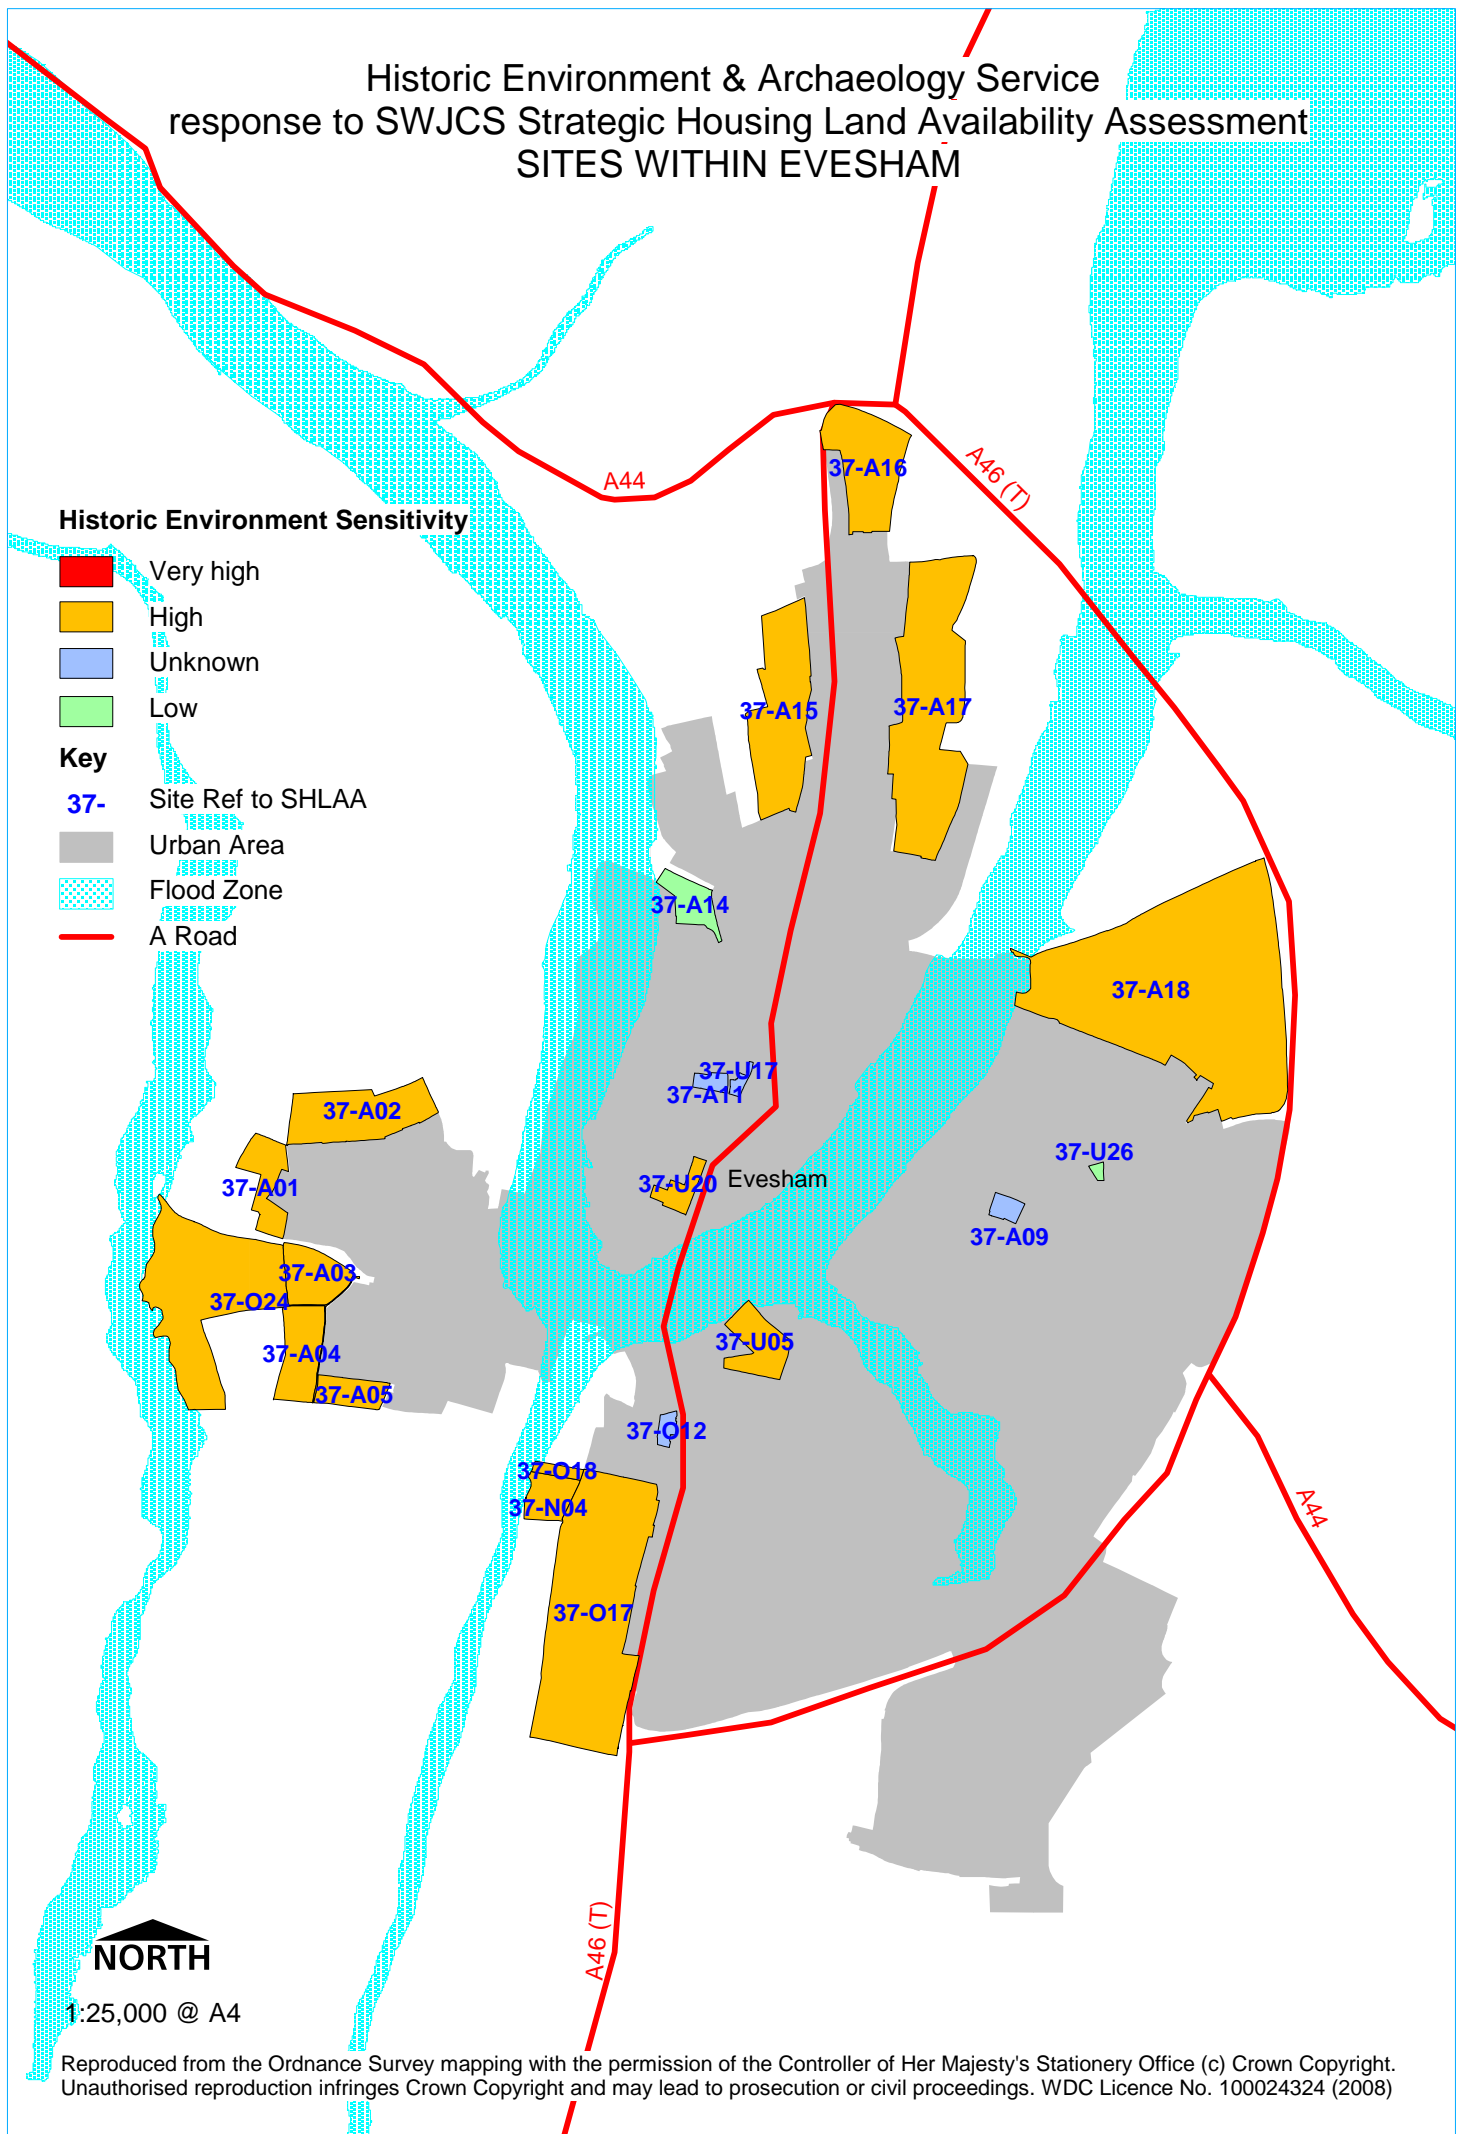 Historic Environment & Archaeology Service
response to SWJCS Strategic Housing Land Availability Assessment
SITES WITHIN EVESHAM
A44
37-A16
A46 (T)
Historic Environment Sensitivity
Very high
High
Unknown
Low
Key
37- Site Ref to SHLAA
Urban Area
Flood Zone
A Road
37-A15
37-A17
37-A14
37-A18
37-U17
37-A11
37-A02
37-A01
37-U20
Evesham
37-U26
37-A09
37-A03
37-O24
37-A04
37-A05
37-U05
37-O12
37-O18
37-N04
37-O17
A44
A46 (T)
NORTH
1:25,000 @ A4
Reproduced from the Ordnance Survey mapping with the permission of the Controller of Her Majesty's Stationery Office (c) Crown Copyright.
Unauthorised reproduction infringes Crown Copyright and may lead to prosecution or civil proceedings. WDC Licence No. 100024324 (2008)